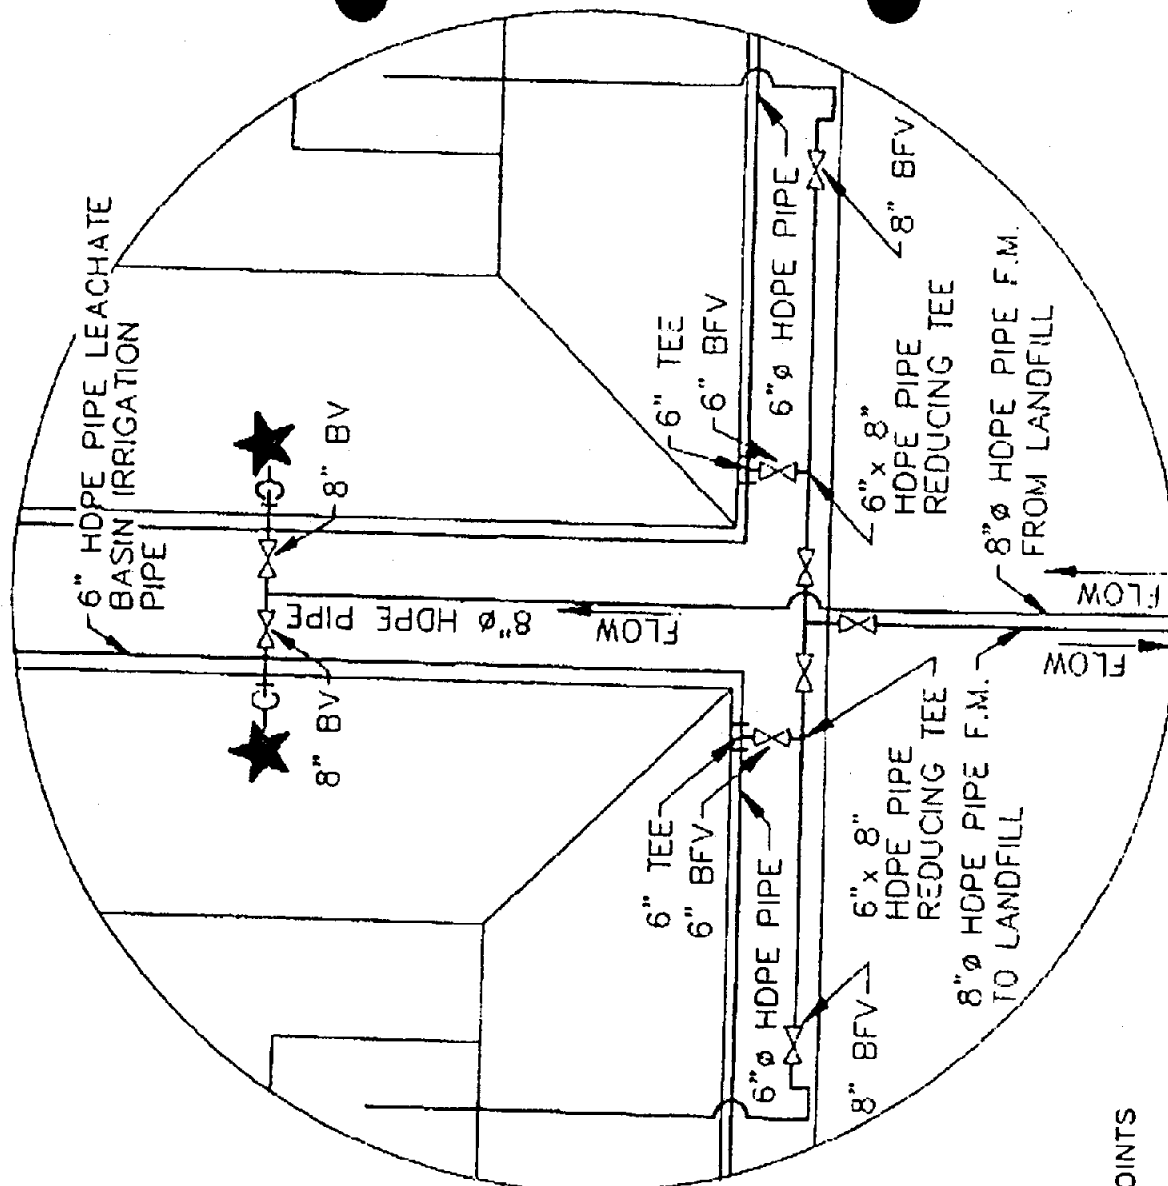 6" HDPE PIPE LEACHATE
BASIN IRRIGATION
PIPE
8" BV
8" BV
8"ø HDPE PIPE
FLOW
6" TEE
6" BFV
6"ø HDPE PIPE
8" BFV
6" x 8"
HDPE PIPE
REDUCING TEE
8"ø HDPE PIPE F.M.
FROM LANDFILL
FLOW
FLOW
6" TEE
6" BFV
6"ø HDPE PIPE
8" BFV
6" x 8"
HDPE PIPE
REDUCING TEE
8"ø HDPE PIPE F.M.
TO LANDFILL
OINTS